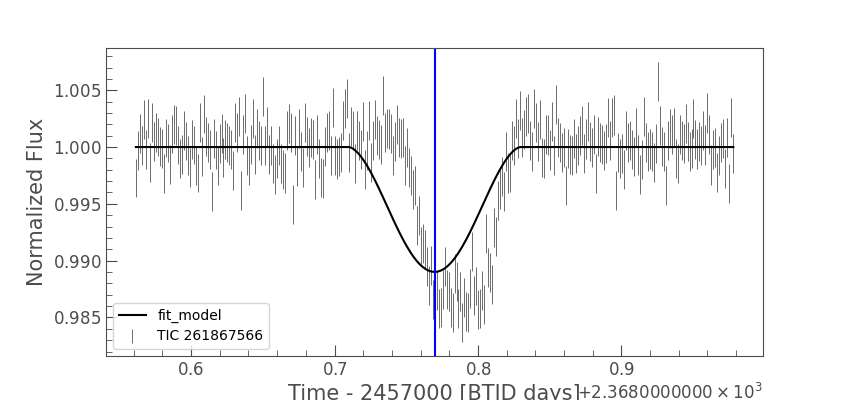 Normalized Flux
1.005
1.000
0.995
0.990
0.985
fit_model
TIC 261867566
0.6 0.7 0.8 0.9
Time - 2457000 [BTJD days]
+2.3680000000 × 10³